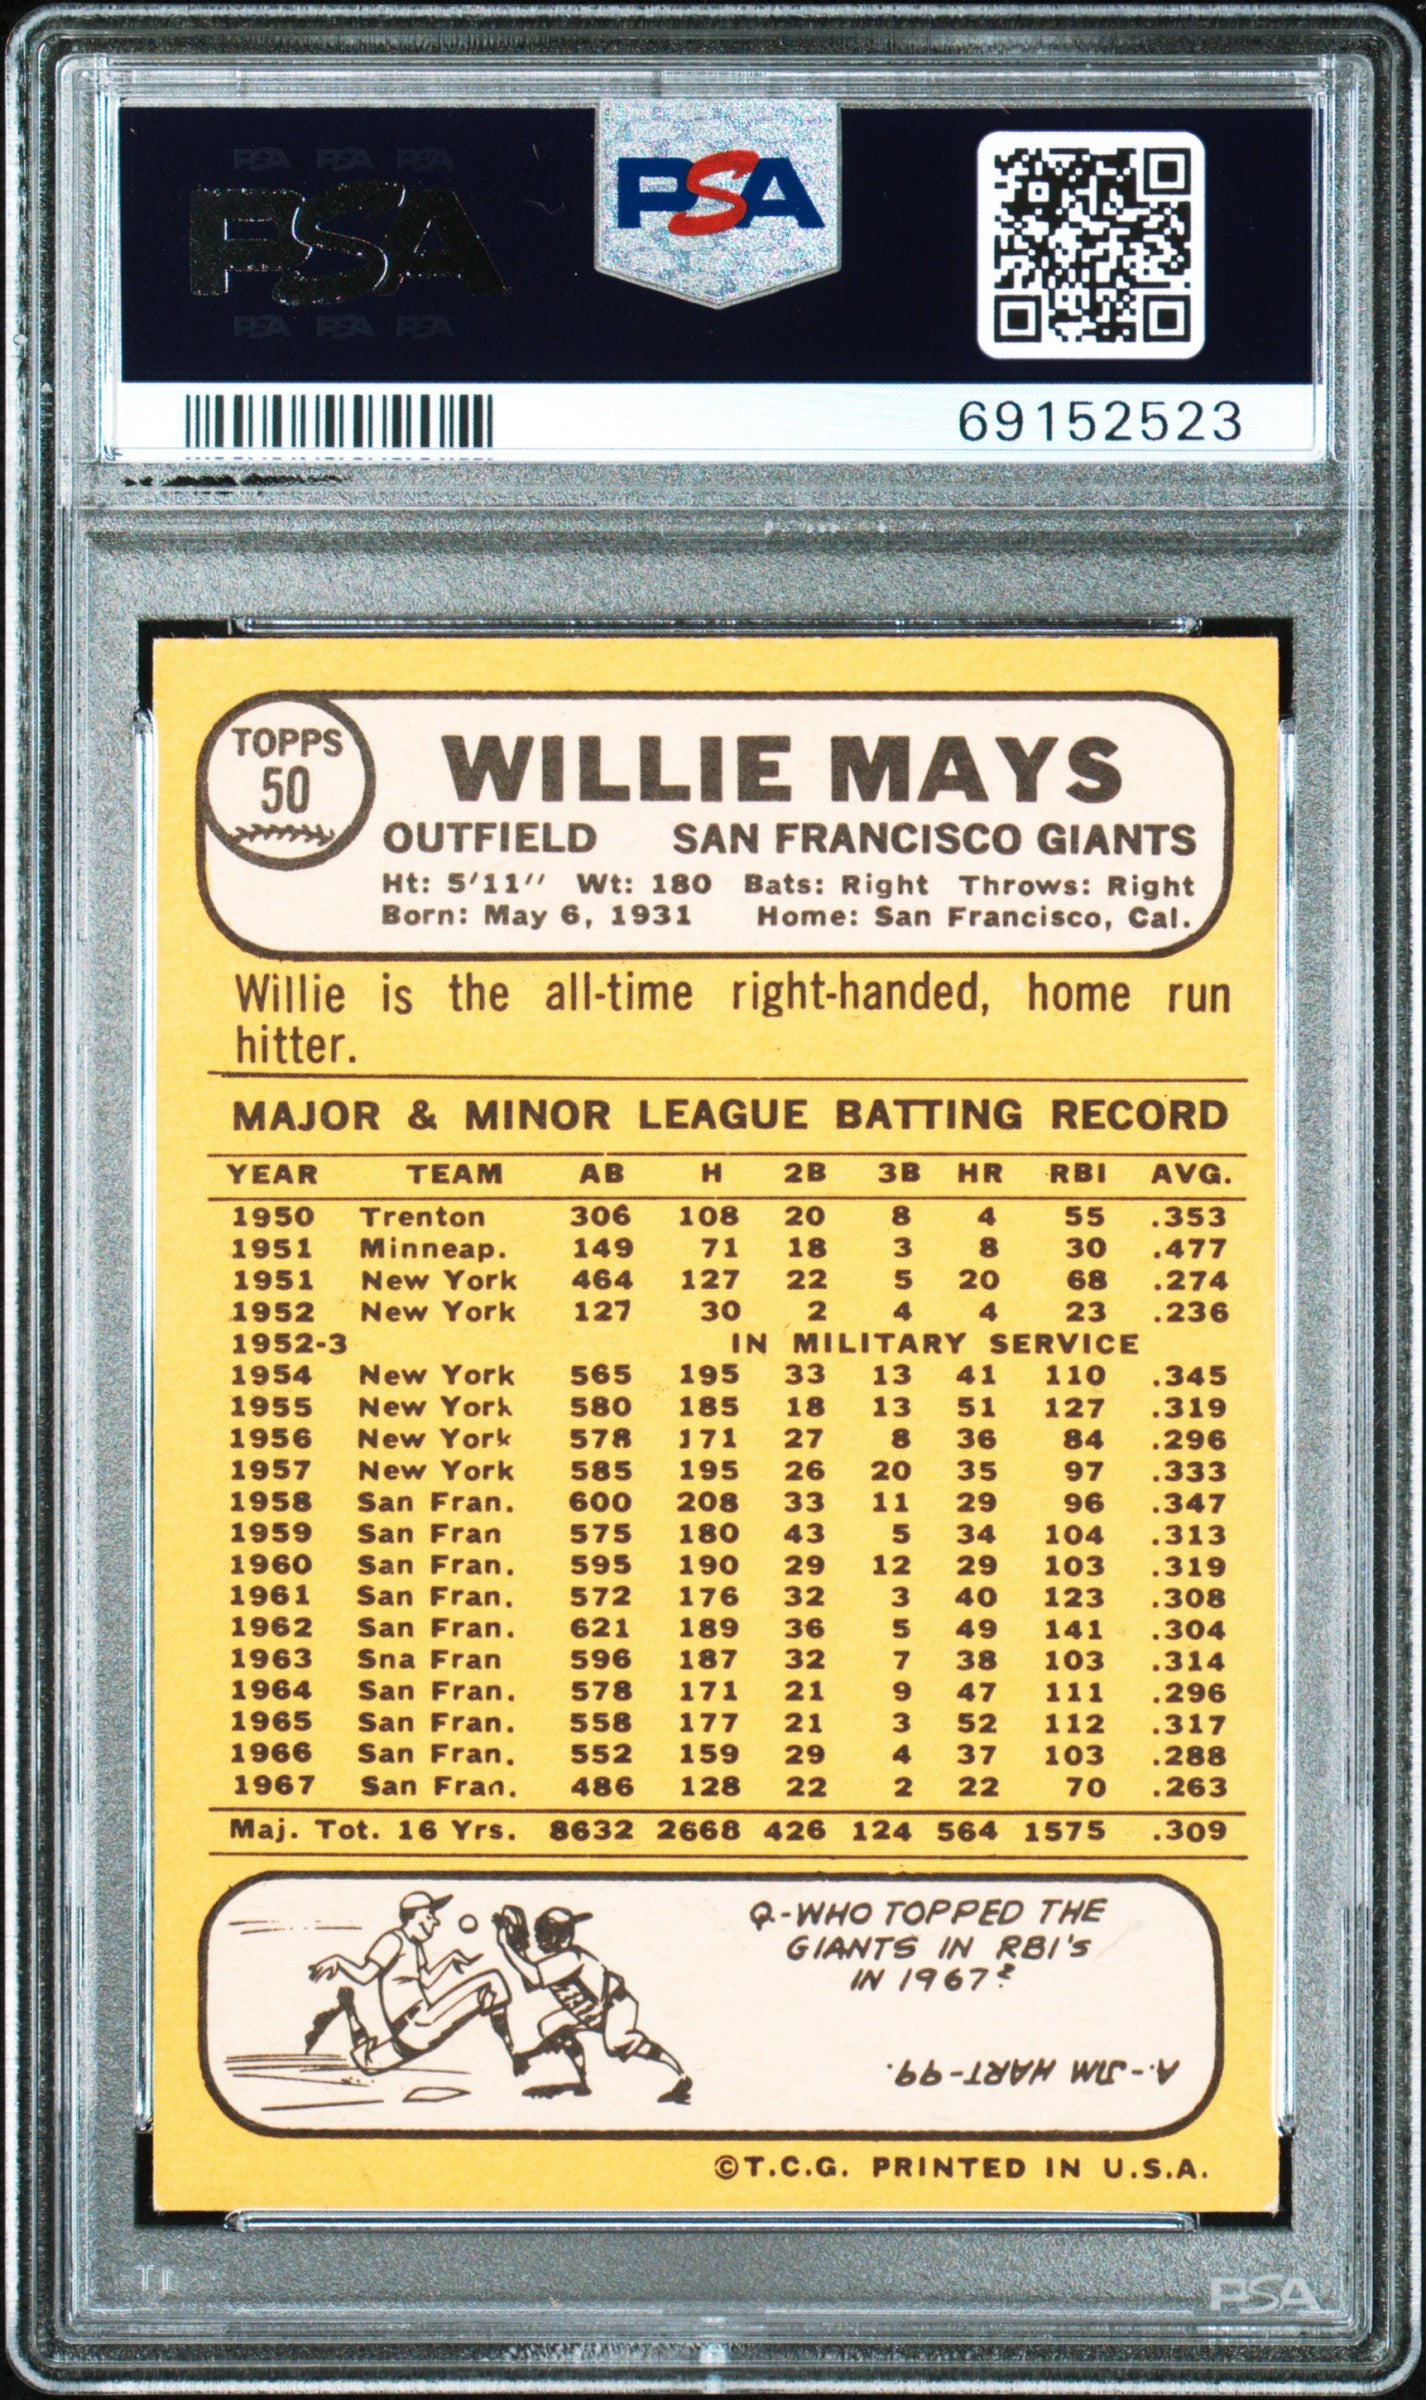 PSA PSA PSA
PSA
PSA PSA PSA
PSA
69152523
TOPPS
50
WILLIE MAYS
OUTFIELD SAN FRANCISCO GIANTS
Ht: 5'11" Wt: 180 Bats: Right Throws: Right
Born: May 6, 1931 Home: San Francisco, Cal.
Willie is the all-time right-handed, home run
hitter.
MAJOR & MINOR LEAGUE BATTING RECORD
YEAR TEAM AB H 2B 3B HR RBI AVG.
1950 Trenton 306 108 20 8 4 55 .353
1951 Minneap. 149 71 18 3 8 30 .477
1951 New York 464 127 22 5 20 68 .274
1952 New York 127 30 2 4 4 23 .236
1952-3 IN MILITARY SERVICE
1954 New York 565 195 33 13 41 110 .345
1955 New York 580 185 18 13 51 127 .319
1956 New York 578 171 27 8 36 84 .296
1957 New York 585 195 26 20 35 97 .333
1958 San Fran. 600 208 33 11 29 96 .347
1959 San Fran 575 180 43 5 34 104 .313
1960 San Fran. 595 190 29 12 29 103 .319
1961 San Fran. 572 176 32 3 40 123 .308
1962 San Fran. 621 189 36 5 49 141 .304
1963 Sna Fran 596 187 32 7 38 103 .314
1964 San Fran. 578 171 21 9 47 111 .296
1965 San Fran. 558 177 21 3 52 112 .317
1966 San Fran. 552 159 29 4 37 103 .288
1967 San Fran. 486 128 22 2 22 70 .263
Maj. Tot. 16 Yrs. 8632 2668 426 124 564 1575 .309
Q-WHO TOPPED THE
GIANTS IN RBI'S
IN 1967?
A.-JIM HART-99.
©T.C.G. PRINTED IN U.S.A.
PSA